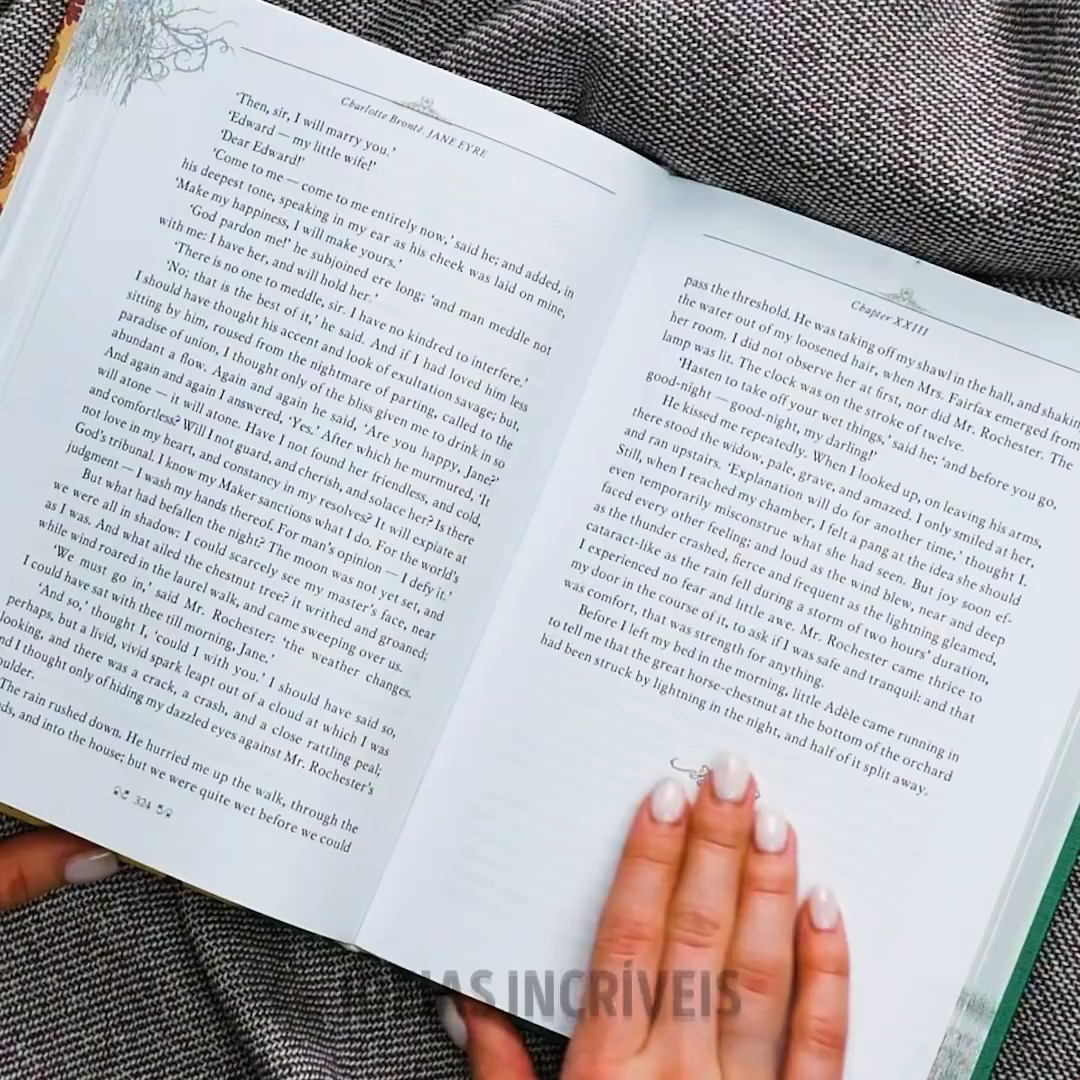 Charlotte Brontë. JANE EYRE
'Then, sir, I will marry you.'
'Edward — my little wife!'
'Dear Edward!'
'Come to me — come to me entirely now,' said he; and added, in
his deepest tone, speaking in my ear as his cheek was laid on mine,
'Make my happiness, I will make yours.'
'God pardon me!' he subjoined ere long; 'and man meddle not
with me: I have her, and will hold her.'
'There is no one to meddle, sir. I have no kindred to interfere.'
'No; that is the best of it,' he said. And if I had loved him less
I should have thought his accent and look of exultation savage; but,
sitting by him, roused from the nightmare of parting, called to the
paradise of union, I thought only of the bliss given me to drink in so
abundant a flow. Again and again he said, 'Are you happy, Jane?'
And again and again I answered, 'Yes.' After which he murmured, 'It
will atone — it will atone. Have I not found her friendless, and cold,
and comfortless? Will I not guard, and cherish, and solace her? Is there
not love in my heart, and constancy in my resolves? It will expiate at
God's tribunal. I know my Maker sanctions what I do. For the world's
judgment — I wash my hands thereof. For man's opinion — I defy it.'
But what had befallen the night? The moon was not yet set, and
we were all in shadow: I could scarcely see my master's face, near
as I was. And what ailed the chestnut tree? it writhed and groaned;
while wind roared in the laurel walk, and came sweeping over us.
'We must go in,' said Mr. Rochester: 'the weather changes.
I could have sat with thee till morning, Jane.'
'And so,' thought I, 'could I with you.' I should have said so,
perhaps, but a livid, vivid spark leapt out of a cloud at which I was
looking, and there was a crack, a crash, and a close rattling peal;
nd I thought only of hiding my dazzled eyes against Mr. Rochester's
oulder.
The rain rushed down. He hurried me up the walk, through the
ds, and into the house; but we were quite wet before we could
324
Chapter XXIII
pass the threshold. He was taking off my shawl in the hall, and shakin
the water out of my loosened hair, when Mrs. Fairfax emerged from
her room. I did not observe her at first, nor did Mr. Rochester. The
lamp was lit. The clock was on the stroke of twelve.
'Hasten to take off your wet things,' said he; 'and before you go,
good-night — good-night, my darling!'
He kissed me repeatedly. When I looked up, on leaving his arms,
there stood the widow, pale, grave, and amazed. I only smiled at her,
and ran upstairs. 'Explanation will do for another time,' thought I.
Still, when I reached my chamber, I felt a pang at the idea she should
even temporarily misconstrue what she had seen. But joy soon ef-
faced every other feeling; and loud as the wind blew, near and deep
as the thunder crashed, fierce and frequent as the lightning gleamed,
cataract-like as the rain fell during a storm of two hours' duration,
I experienced no fear and little awe. Mr. Rochester came thrice to
my door in the course of it, to ask if I was safe and tranquil: and that
was comfort, that was strength for anything.
Before I left my bed in the morning, little Adèle came running in
to tell me that the great horse-chestnut at the bottom of the orchard
had been struck by lightning in the night, and half of it split away.
INCRÍVEIS